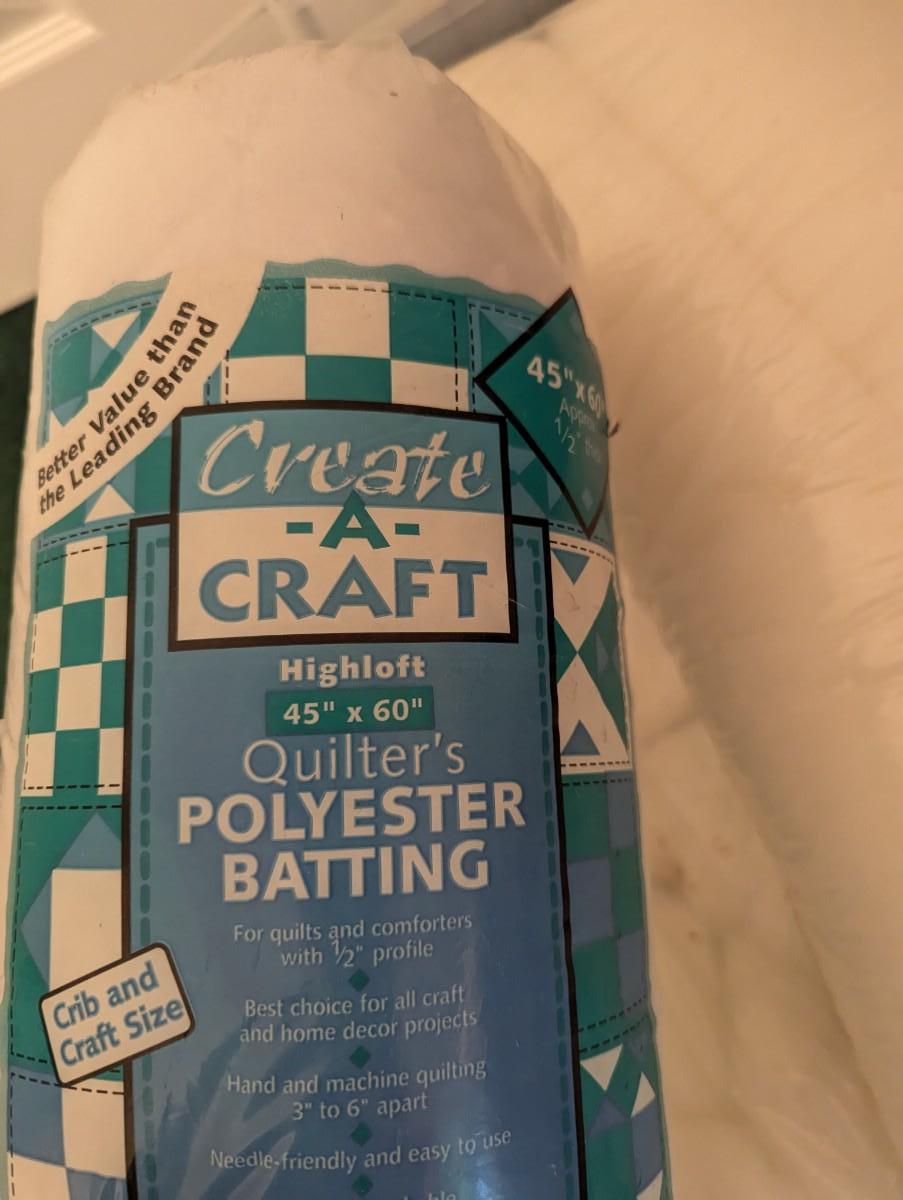 Better Value than
the Leading Brand
45" x 60"
1/2"
Create
-A-
CRAFT
Highloft
45" x 60"
Quilter's
POLYESTER
BATTING
For quilts and comforters
with 1/2" profile
Best choice for all craft
and home decor projects
Crib and
Craft Size
Hand and machine quilting
3" to 6" apart
Needle-friendly and easy to use